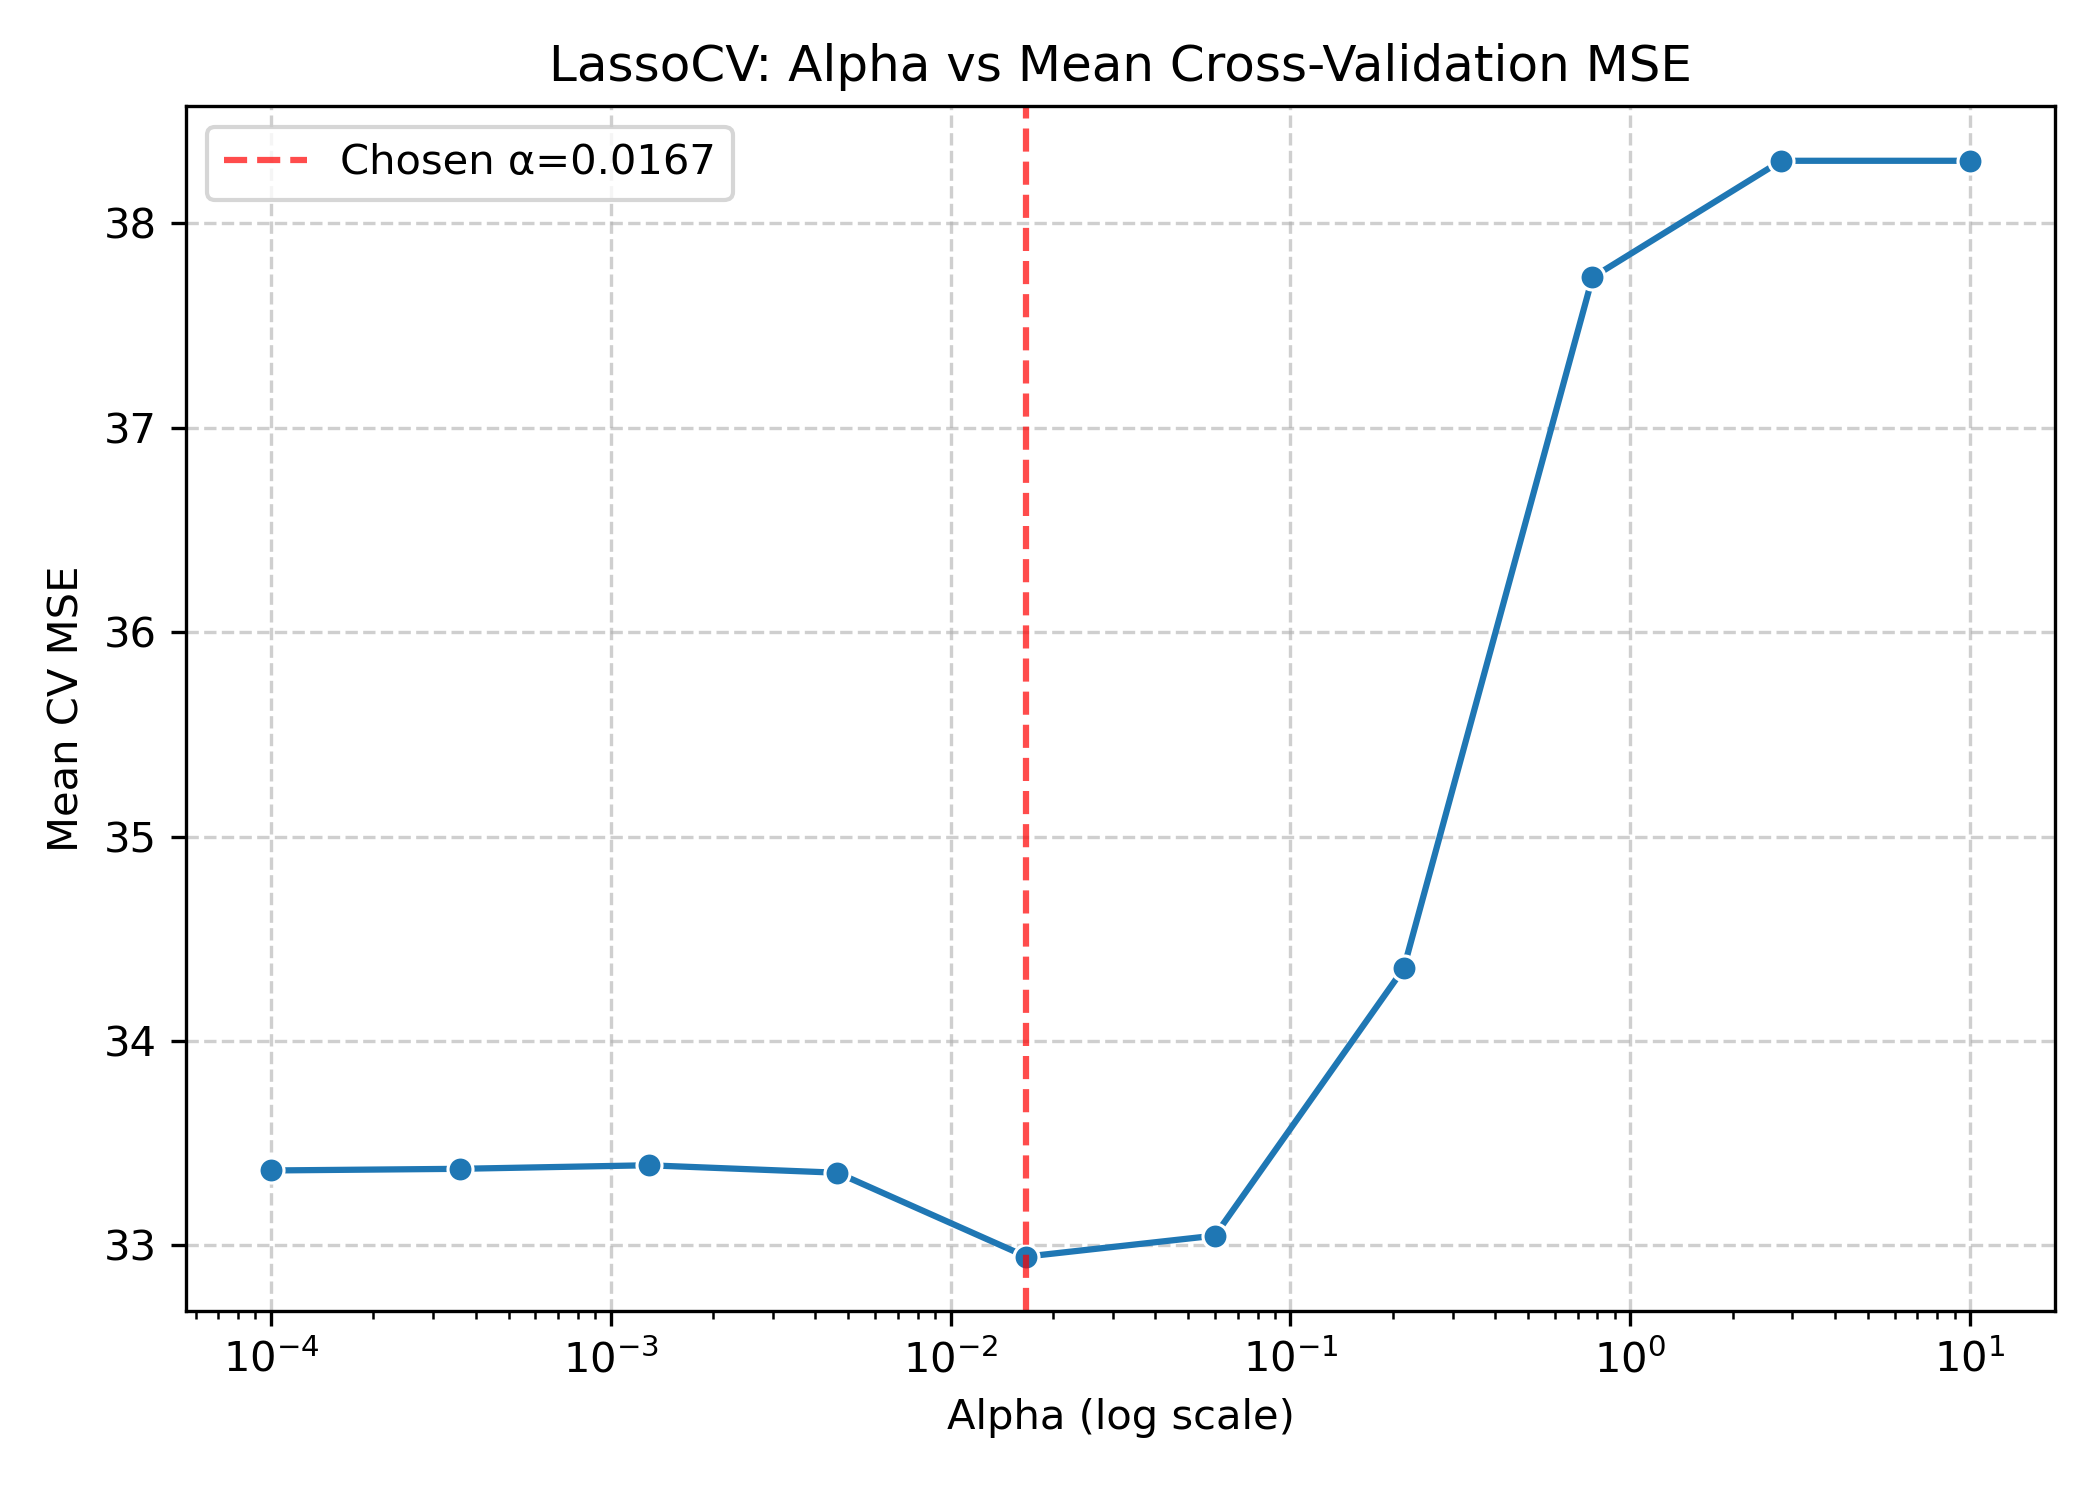 LassoCV: Alpha vs Mean Cross-Validation MSE
Chosen α=0.0167
Mean CV MSE
38
37
36
35
34
33
10⁻⁴ 10⁻³ 10⁻² 10⁻¹ 10⁰ 10¹
Alpha (log scale)